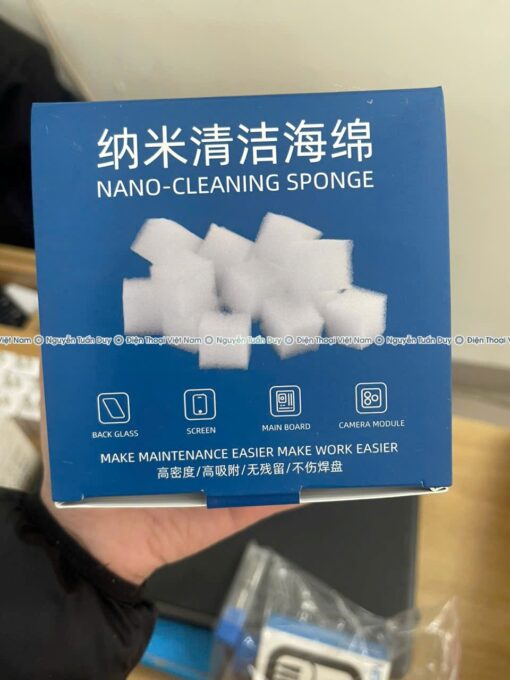 纳米清洁海绵
NANO-CLEANING SPONGE
Việt Nam Nguyễn Tuấn Duy Điện Thoại Việt Nam Nguyễn Tuấn Duy Điện Thoại Việt Nam Nguyễn Tuấn Duy Điện
BACK GLASS
SCREEN
MAIN BOARD
CAMERA MODULE
MAKE MAINTENANCE EASIER MAKE WORK EASIER
高密度/高吸附/无残留/不伤焊盘